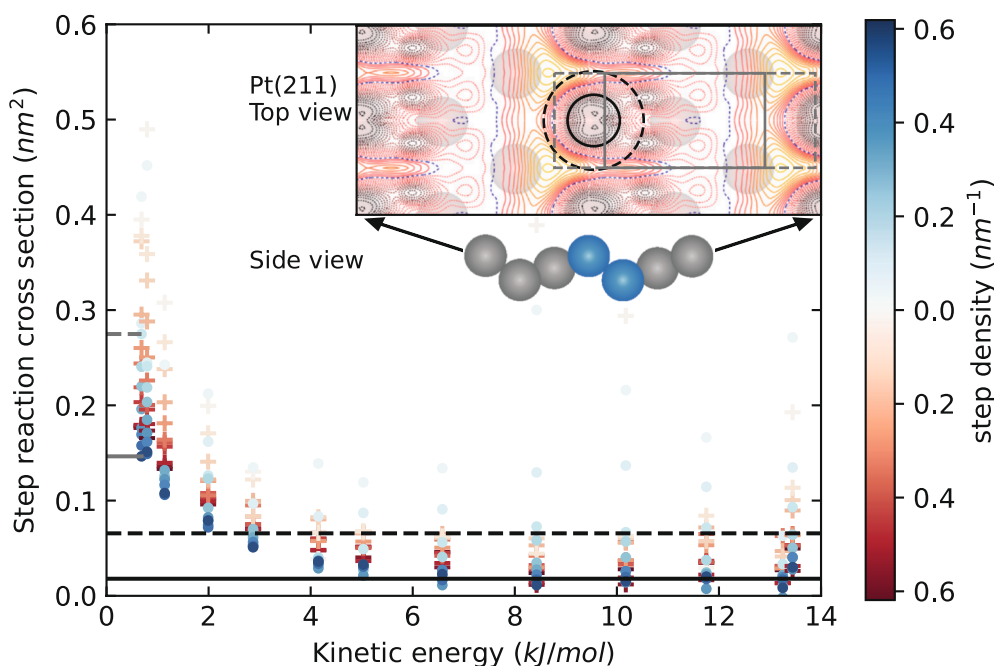 Step reaction cross section (nm²)
0.6
0.5
0.4
0.3
0.2
0.1
0.0
Pt(211)
Top view
Side view
0 2 4 6 8 10 12 14
Kinetic energy (kJ/mol)
0.6
0.4
0.2
0.0
0.2
0.4
0.6
step density (nm⁻¹)